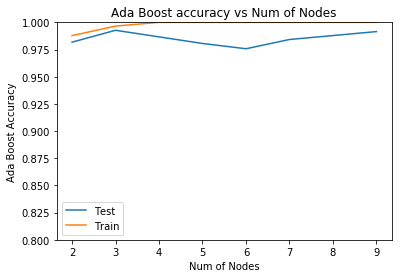 Ada Boost accuracy vs Num of Nodes
1.000
0.975
0.950
0.925
0.900
0.875
0.850
0.825
0.800
Ada Boost Accuracy
Test
Train
2 3 4 5 6 7 8 9
Num of Nodes